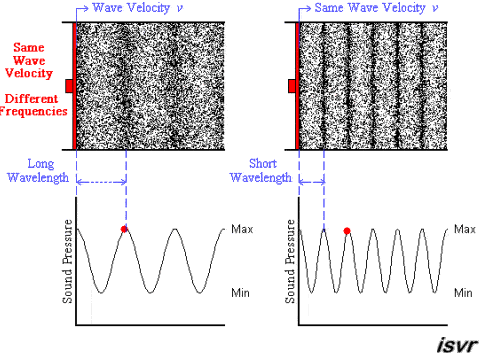 Wave Velocity v
Same Wave Velocity v
Same
Wave
Velocity
Different
Frequencies
Long
Wavelength
Short
Wavelength
Sound Pressure
Max
Min
Sound Pressure
Max
Min
isvr